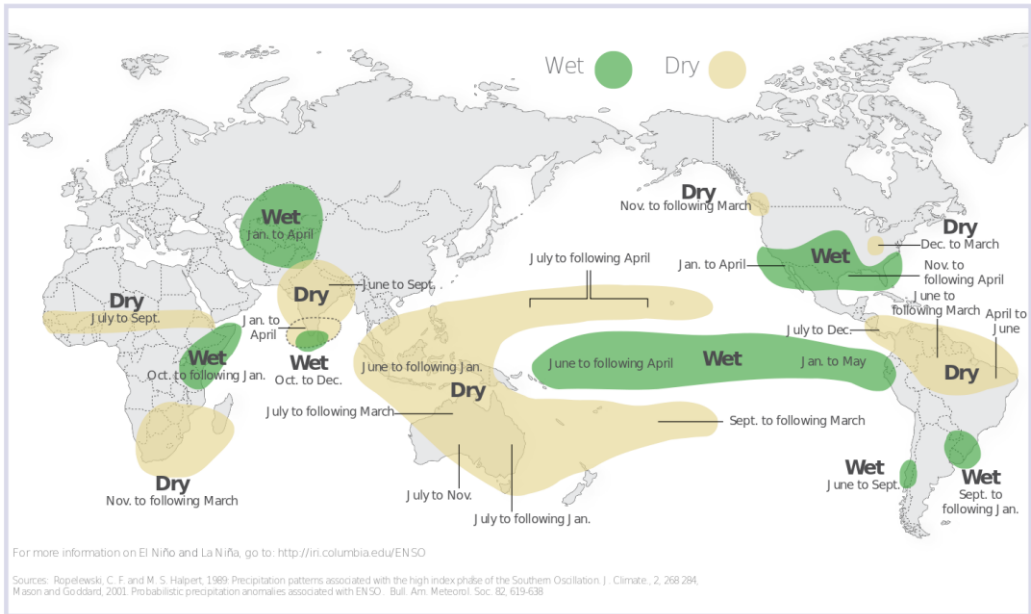 Wet
Dry
Dry
Nov. to following March
Wet
Jan. to April
Dry
Dec. to March
July to following April
Jan. to April
Wet
Nov. to
following April
June to Sept.
Dry
Dry
July to Sept.
Jan. to
April
June to
following March
April to
June
July to Dec.
Wet
Oct. to following Jan.
Wet
Oct. to Dec.
June to following Jan.
Dry
June to following April
Wet
Jan. to May
Dry
July to following March
Sept. to following March
Dry
Nov. to following March
July to Nov.
July to following Jan.
Wet
June to Sept.
Wet
Sept. to
following Jan.
For more information on El Niño and La Niña, go to: http://iri.columbia.edu/ENSO
Sources: Ropelewski, C. F. and M. S. Halpert, 1989: Precipitation patterns associated with the high index phase of the Southern Oscillation. J. Climate., 2, 268 284;
Mason and Goddard, 2001. Probabilistic precipitation anomalies associated with ENSO. Bull. Am. Meteorol. Soc. 82, 619-638